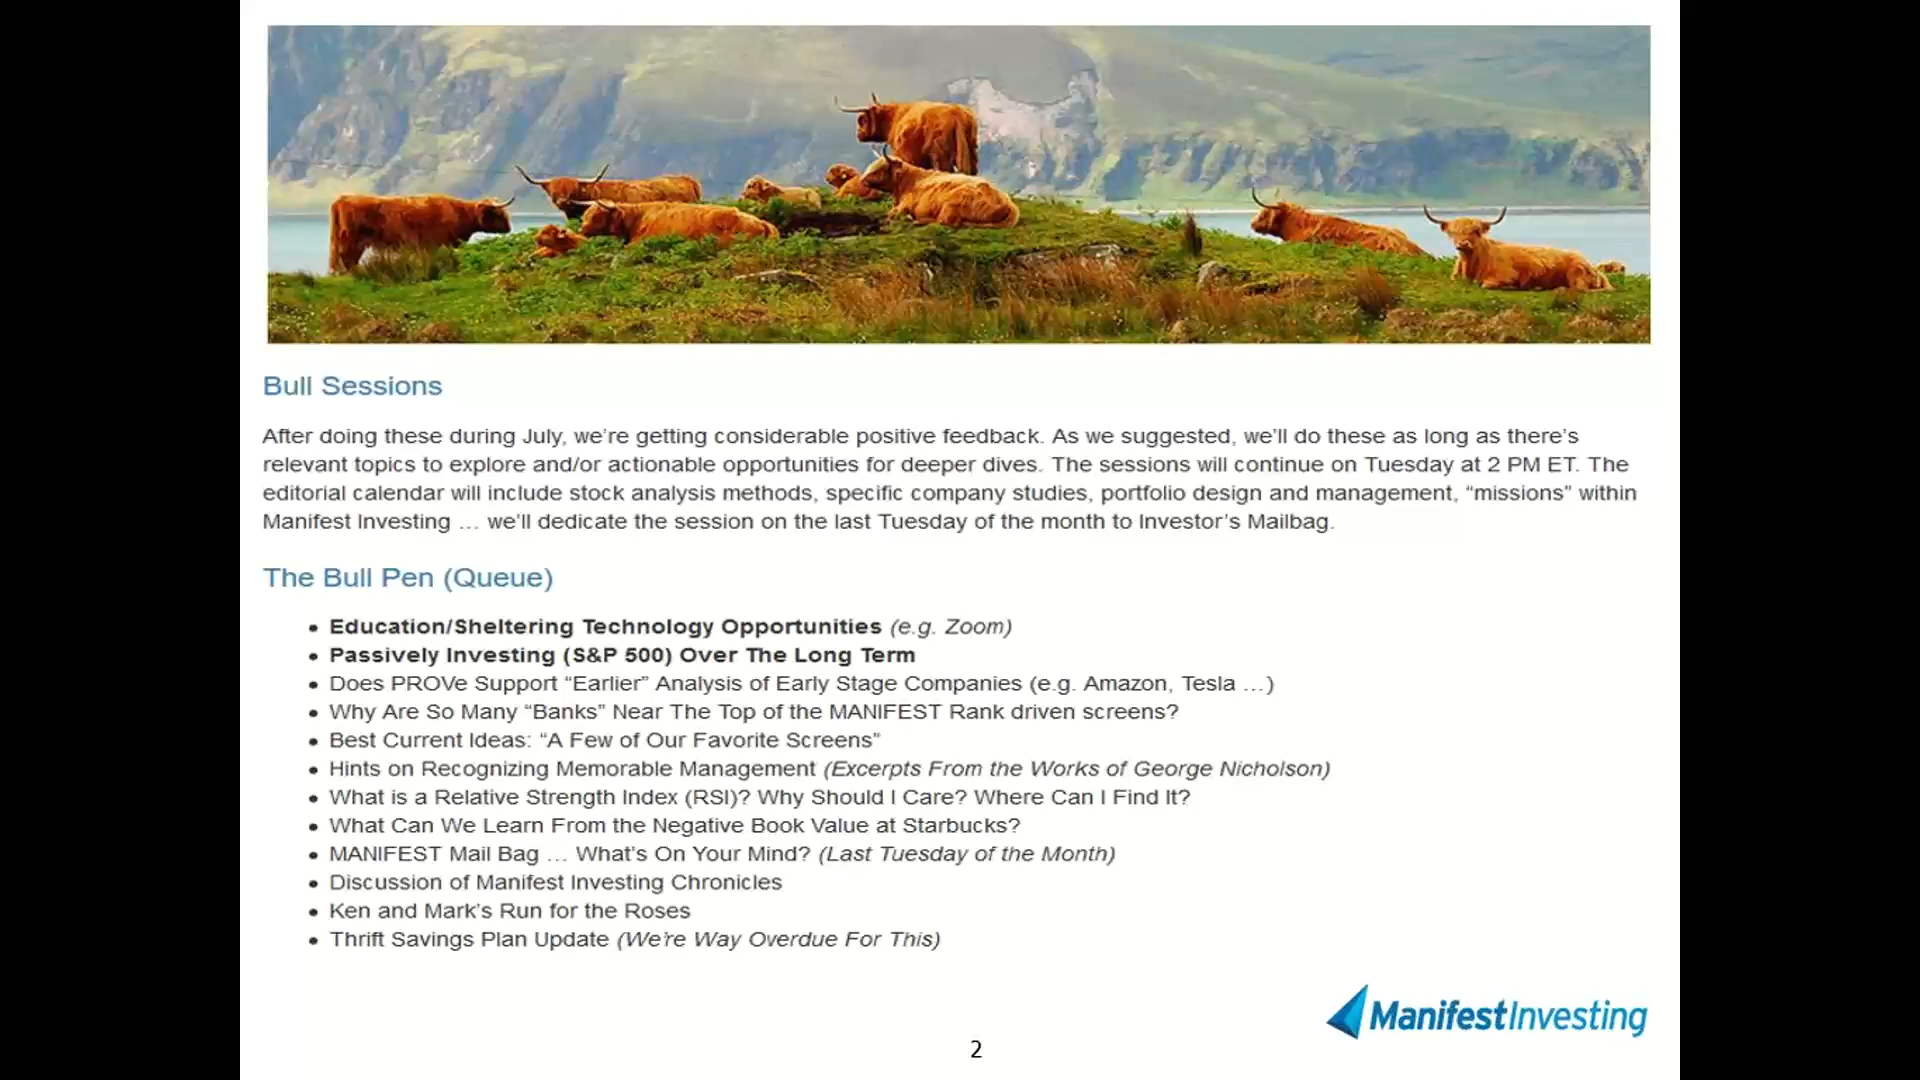 Bull Sessions
After doing these during July, we're getting considerable positive feedback. As we suggested, we'll do these as long as there's
relevant topics to explore and/or actionable opportunities for deeper dives. The sessions will continue on Tuesday at 2 PM ET. The
editorial calendar will include stock analysis methods, specific company studies, portfolio design and management, “missions” within
Manifest Investing … we'll dedicate the session on the last Tuesday of the month to Investor's Mailbag.
The Bull Pen (Queue)
• Education/Sheltering Technology Opportunities (e.g. Zoom)
• Passively Investing (S&P 500) Over The Long Term
• Does PROVe Support “Earlier” Analysis of Early Stage Companies (e.g. Amazon, Tesla …)
• Why Are So Many “Banks” Near The Top of the MANIFEST Rank driven screens?
• Best Current Ideas: “A Few of Our Favorite Screens”
• Hints on Recognizing Memorable Management (Excerpts From the Works of George Nicholson)
• What is a Relative Strength Index (RSI)? Why Should I Care? Where Can I Find It?
• What Can We Learn From the Negative Book Value at Starbucks?
• MANIFEST Mail Bag … What's On Your Mind? (Last Tuesday of the Month)
• Discussion of Manifest Investing Chronicles
• Ken and Mark's Run for the Roses
• Thrift Savings Plan Update (We're Way Overdue For This)
ManifestInvesting
2